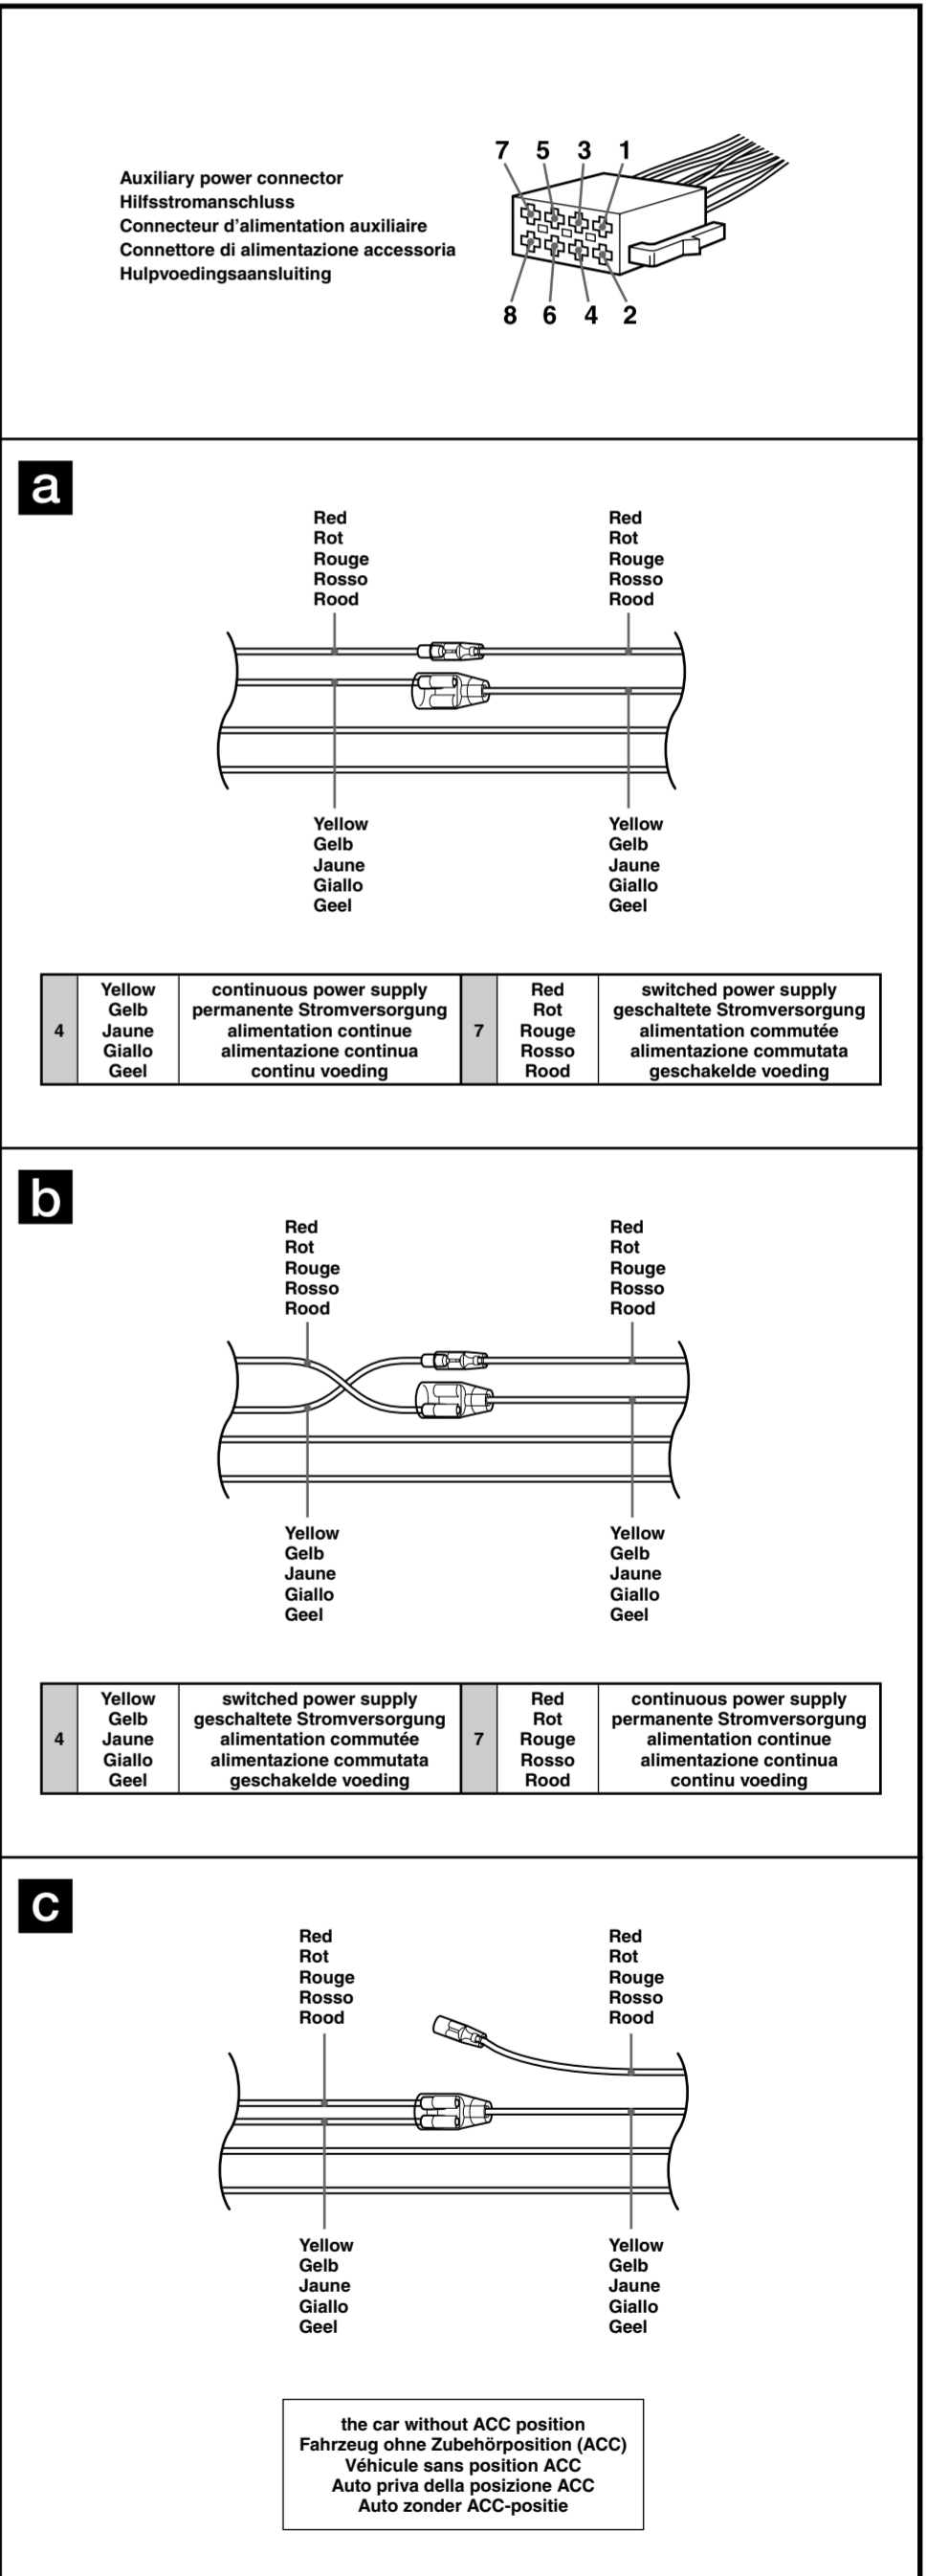 Auxiliary power connector
Hilfsstromanschluss
Connecteur d'alimentation auxiliaire
Connettore di alimentazione accessoria
Hulpvoedingsaansluiting
7 5 3 1
8 6 4 2
a
Red
Rot
Rouge
Rosso
Rood
Red
Rot
Rouge
Rosso
Rood
Yellow
Gelb
Jaune
Giallo
Geel
Yellow
Gelb
Jaune
Giallo
Geel
4
Yellow
Gelb
Jaune
Giallo
Geel
continuous power supply
permanente Stromversorgung
alimentation continue
alimentazione continua
continu voeding
7
Red
Rot
Rouge
Rosso
Rood
switched power supply
geschaltete Stromversorgung
alimentation commutée
alimentazione commutata
geschakelde voeding
b
Red
Rot
Rouge
Rosso
Rood
Red
Rot
Rouge
Rosso
Rood
Yellow
Gelb
Jaune
Giallo
Geel
Yellow
Gelb
Jaune
Giallo
Geel
4
Yellow
Gelb
Jaune
Giallo
Geel
switched power supply
geschaltete Stromversorgung
alimentation commutée
alimentazione commutata
geschakelde voeding
7
Red
Rot
Rouge
Rosso
Rood
continuous power supply
permanente Stromversorgung
alimentation continue
alimentazione continua
continu voeding
c
Red
Rot
Rouge
Rosso
Rood
Red
Rot
Rouge
Rosso
Rood
Yellow
Gelb
Jaune
Giallo
Geel
Yellow
Gelb
Jaune
Giallo
Geel
the car without ACC position
Fahrzeug ohne Zubehörposition (ACC)
Véhicule sans position ACC
Auto priva della posizione ACC
Auto zonder ACC-positie